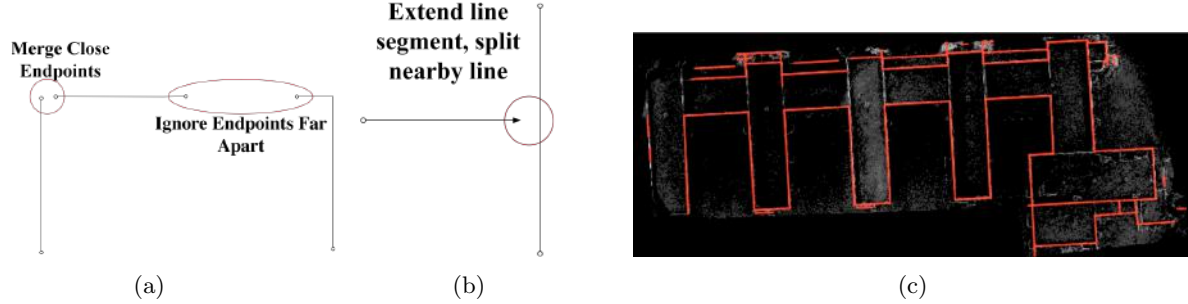 Merge Close
Endpoints
Ignore Endpoints Far
Apart
Extend line
segment, split
nearby line
(a)
(b)
(c)